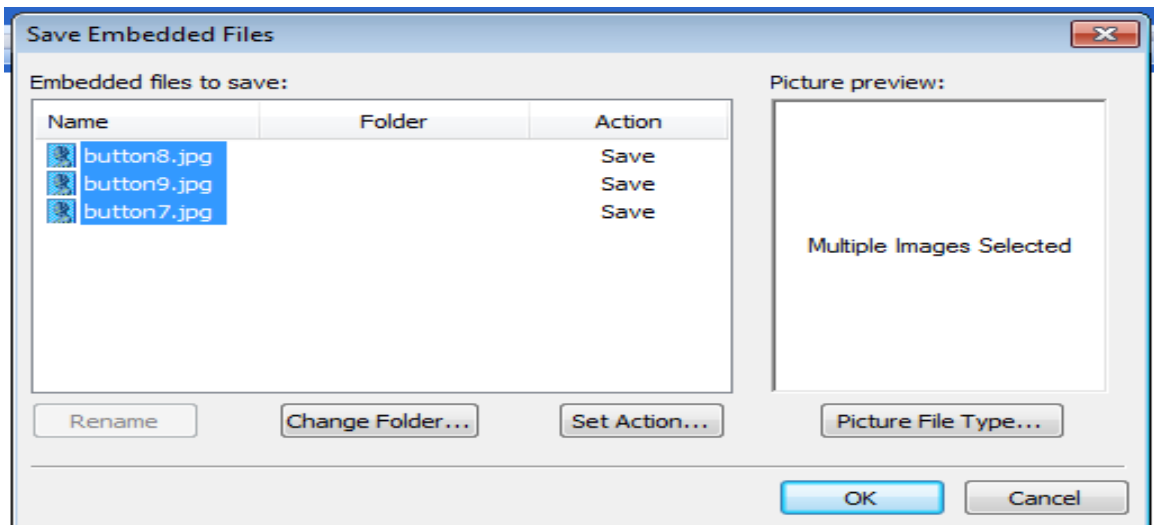 Save Embedded Files
Embedded files to save:
Picture preview:
Name Folder Action
button8.jpg Save
button9.jpg Save
button7.jpg Save
Multiple Images Selected
Rename Change Folder... Set Action... Picture File Type...
OK Cancel